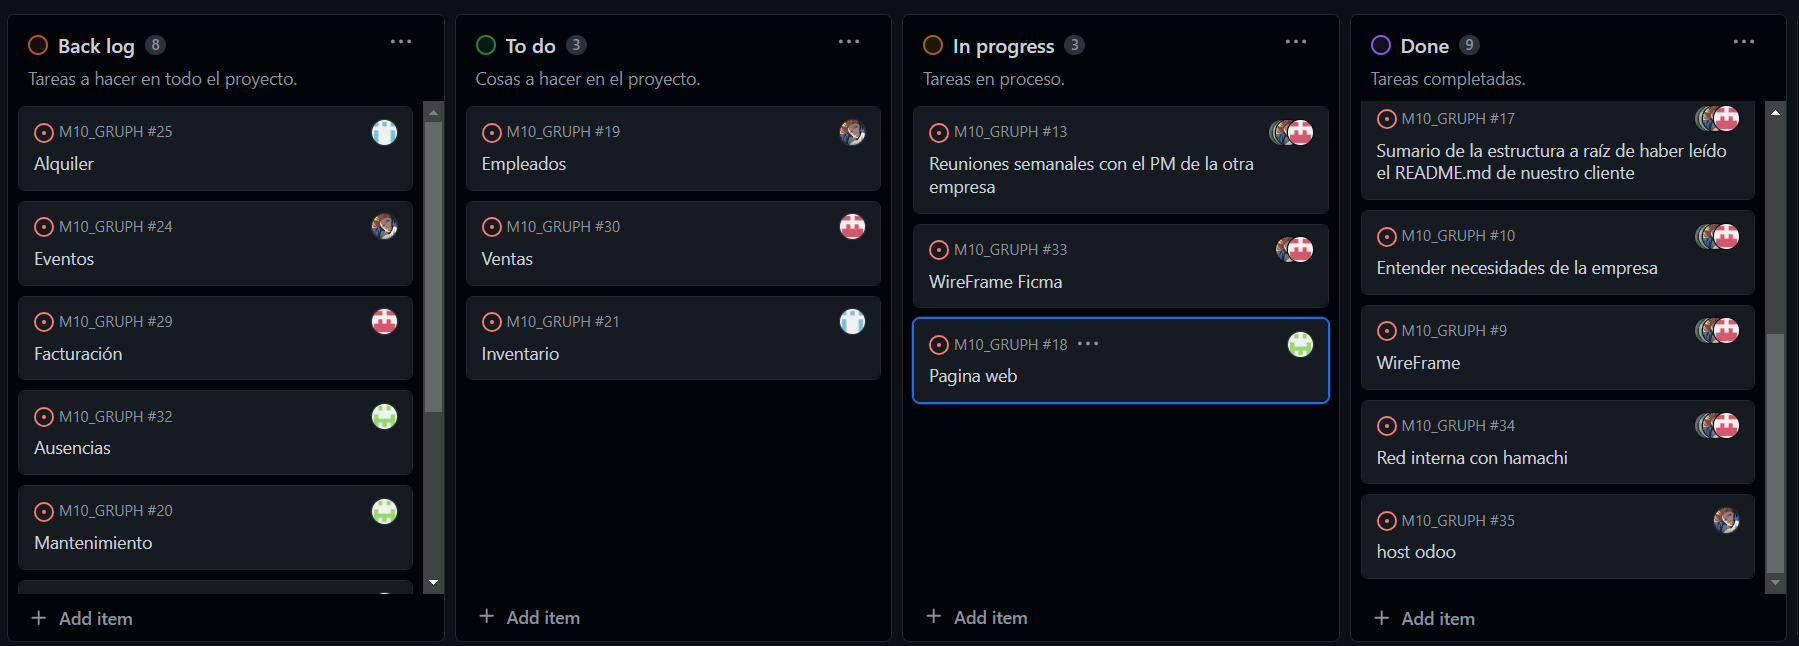 Back log 8
Tareas a hacer en todo el proyecto.
M10_GRUPH #25
Alquiler
M10_GRUPH #24
Eventos
M10_GRUPH #29
Facturación
M10_GRUPH #32
Ausencias
M10_GRUPH #20
Mantenimiento
+ Add item
To do 3
Cosas a hacer en el proyecto.
M10_GRUPH #19
Empleados
M10_GRUPH #30
Ventas
M10_GRUPH #21
Inventario
+ Add item
In progress 3
Tareas en proceso.
M10_GRUPH #13
Reuniones semanales con el PM de la otra
empresa
M10_GRUPH #33
WireFrame Ficma
M10_GRUPH #18
Pagina web
+ Add item
Done 9
Tareas completadas.
M10_GRUPH #17
Sumario de la estructura a raíz de haber leído
el README.md de nuestro cliente
M10_GRUPH #10
Entender necesidades de la empresa
M10_GRUPH #9
WireFrame
M10_GRUPH #34
Red interna con hamachi
M10_GRUPH #35
host odoo
+ Add item